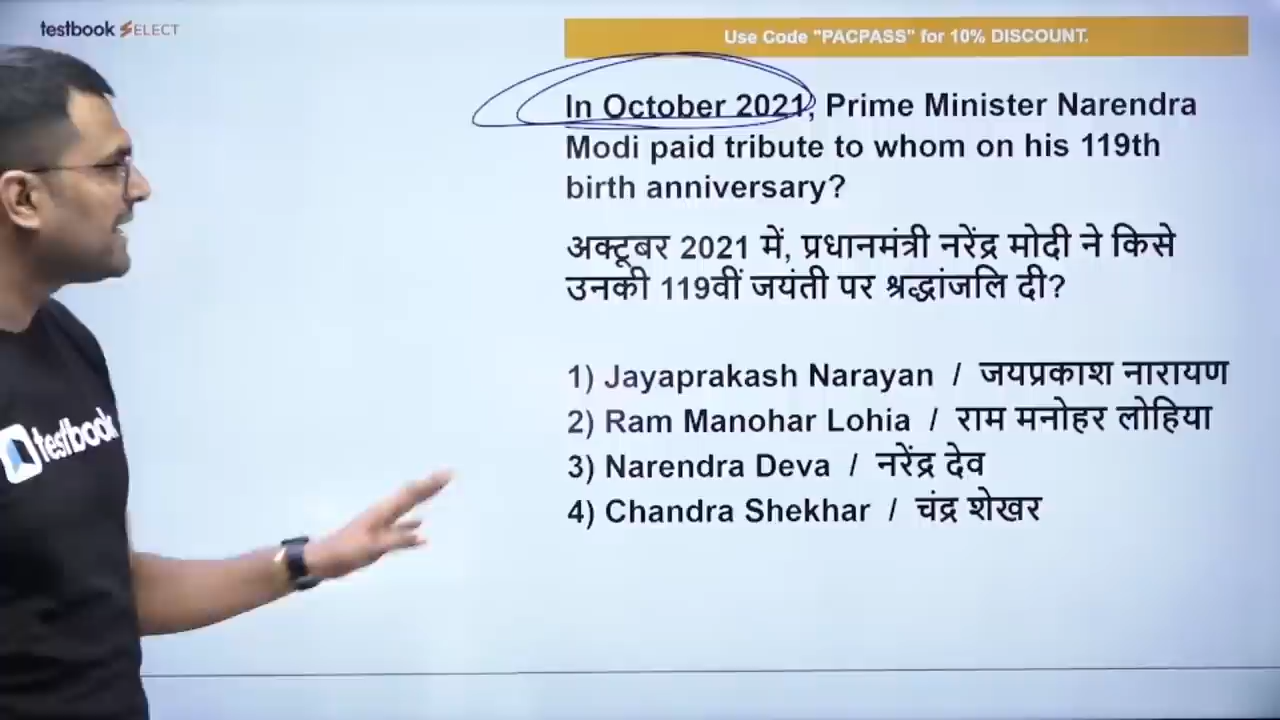 testbook SELECT
Use Code "PACPASS" for 10% DISCOUNT.
In October 2021, Prime Minister Narendra
Modi paid tribute to whom on his 119th
birth anniversary?
अक्टूबर 2021 में, प्रधानमंत्री नरेंद्र मोदी ने किसे
उनकी 119वीं जयंती पर श्रद्धांजलि दी?
1) Jayaprakash Narayan / जयप्रकाश नारायण
2) Ram Manohar Lohia / राम मनोहर लोहिया
3) Narendra Deva / नरेंद्र देव
4) Chandra Shekhar / चंद्र शेखर
testbook